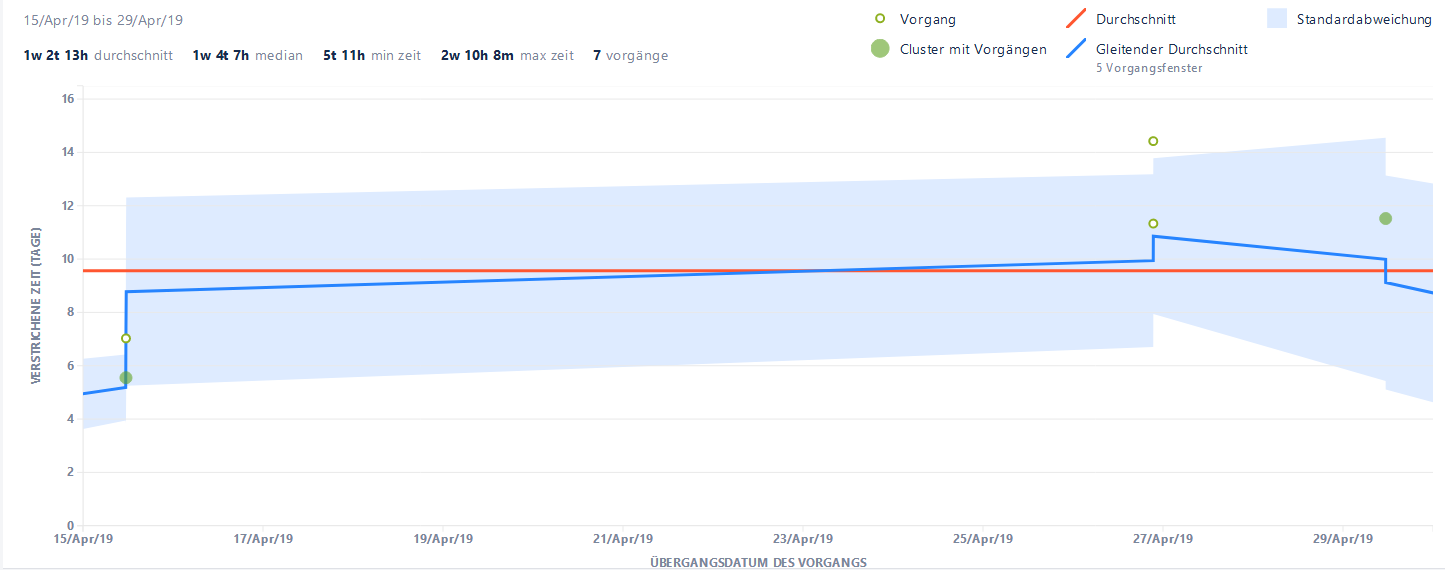 15/Apr/19 bis 29/Apr/19
1w 2t 13h durchschnitt 1w 4t 7h median 5t 11h min zeit 2w 10h 8m max zeit 7 vorgänge
Vorgang
Cluster mit Vorgängen
Durchschnitt
Gleitender Durchschnitt
5 Vorgangsfenster
Standardabweichung
VERSTRICHENE ZEIT (TAGE)
16
14
12
10
8
6
4
2
0
15/Apr/19 17/Apr/19 19/Apr/19 21/Apr/19 23/Apr/19 25/Apr/19 27/Apr/19 29/Apr/19
ÜBERGANGSDATUM DES VORGANGS